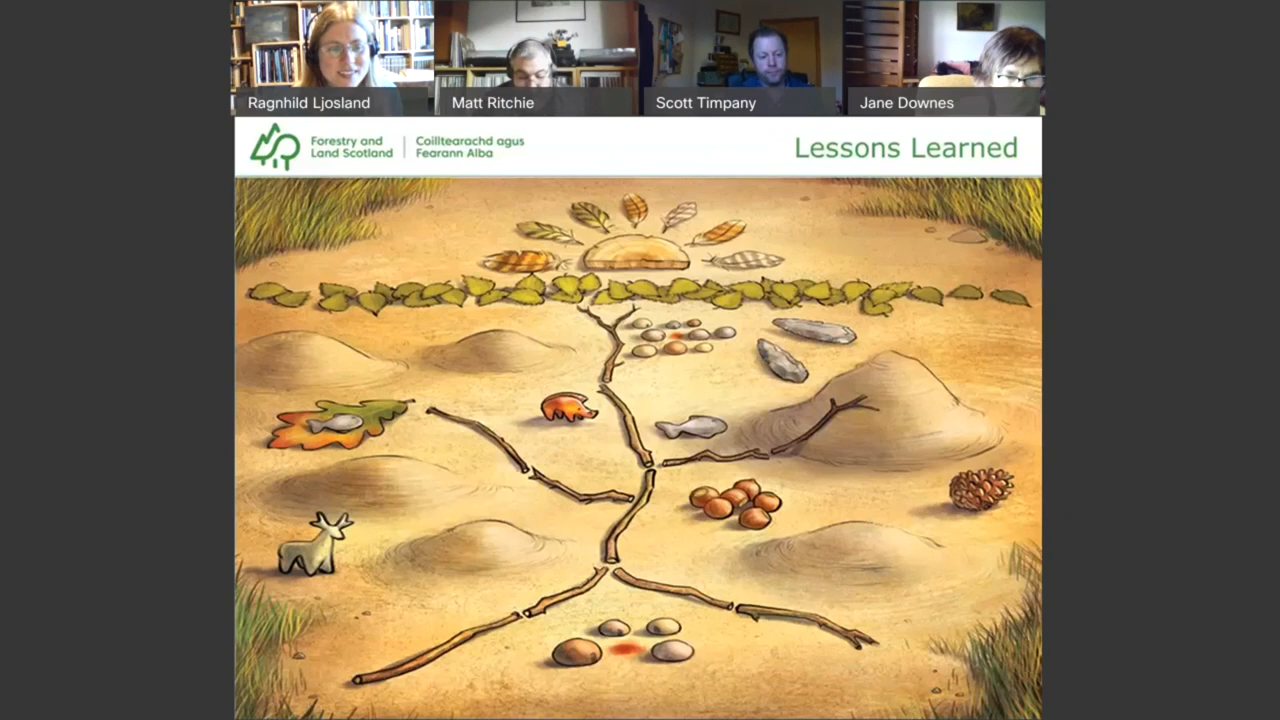 Ragnhild Ljosland
Matt Ritchie
Scott Timpany
Jane Downes
Forestry and
Land Scotland
Coilltearachd agus
Fearann Alba
Lessons Learned